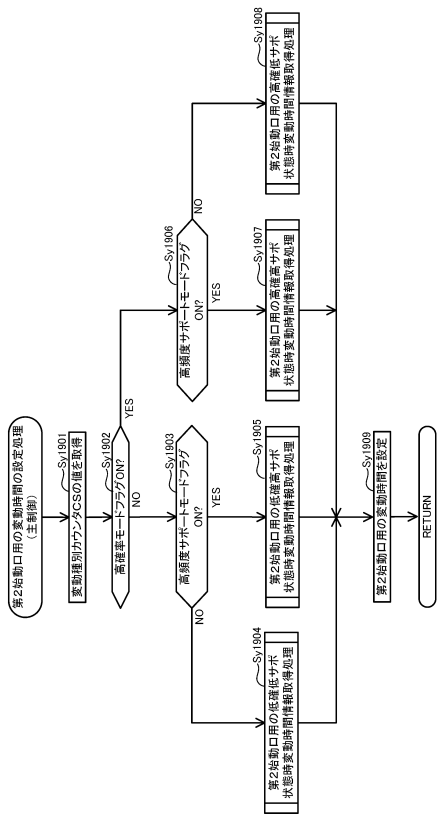 第2始動口用の変動時間の設定処理
(主制御)
Sy1901
変動種別カウンタCSの値を取得
Sy1902
高確率モードフラグON?
YES
NO
Sy1903
高頻度サポートモードフラグ
ON?
NO
YES
Sy1906
高頻度サポートモードフラグ
ON?
NO
YES
Sy1904
第2始動口用の低確低サポ
状態時変動時間情報取得処理
Sy1905
第2始動口用の低確高サポ
状態時変動時間情報取得処理
Sy1907
第2始動口用の高確高サポ
状態時変動時間情報取得処理
Sy1908
第2始動口用の高確低サポ
状態時変動時間情報取得処理
Sy1909
第2始動口用の変動時間を設定
RETURN